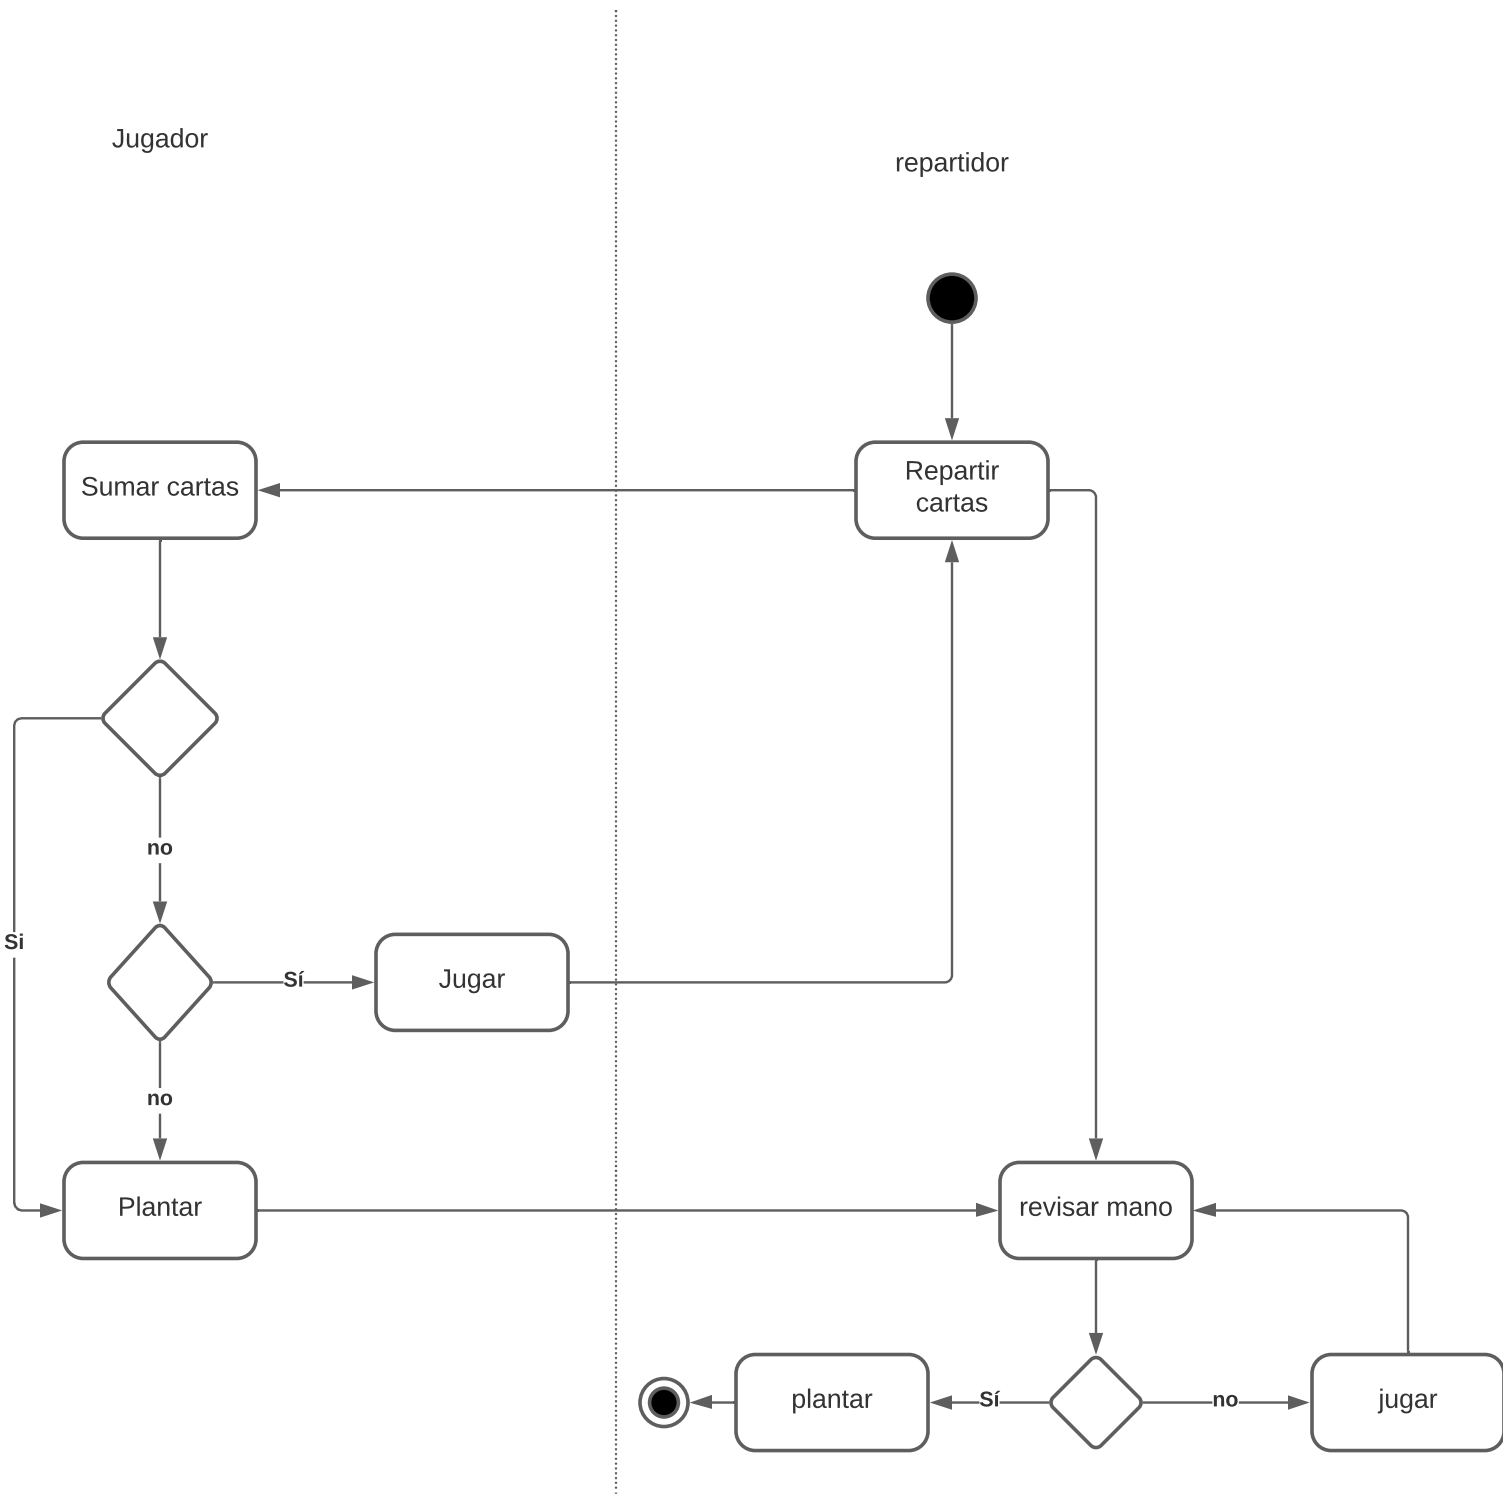 Jugador
repartidor
Sumar cartas
Repartir
cartas
no
Si
Sí
Jugar
no
Plantar
revisar mano
plantar
Sí
no
jugar